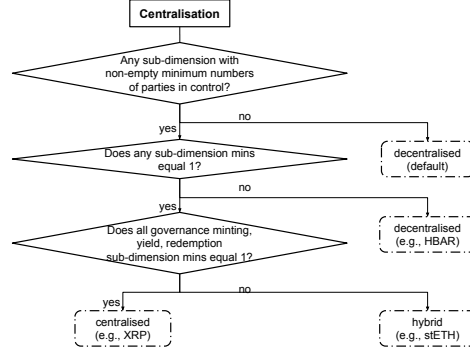 Centralisation
Any sub-dimension with
non-empty minimum numbers
of parties in control?
no
yes
Does any sub-dimension mins
equal 1?
decentralised
(default)
no
yes
Does all governance minting,
yield, redemption
sub-dimension mins equal 1?
decentralised
(e.g., HBAR)
yes
no
centralised
(e.g., XRP)
hybrid
(e.g., stETH)